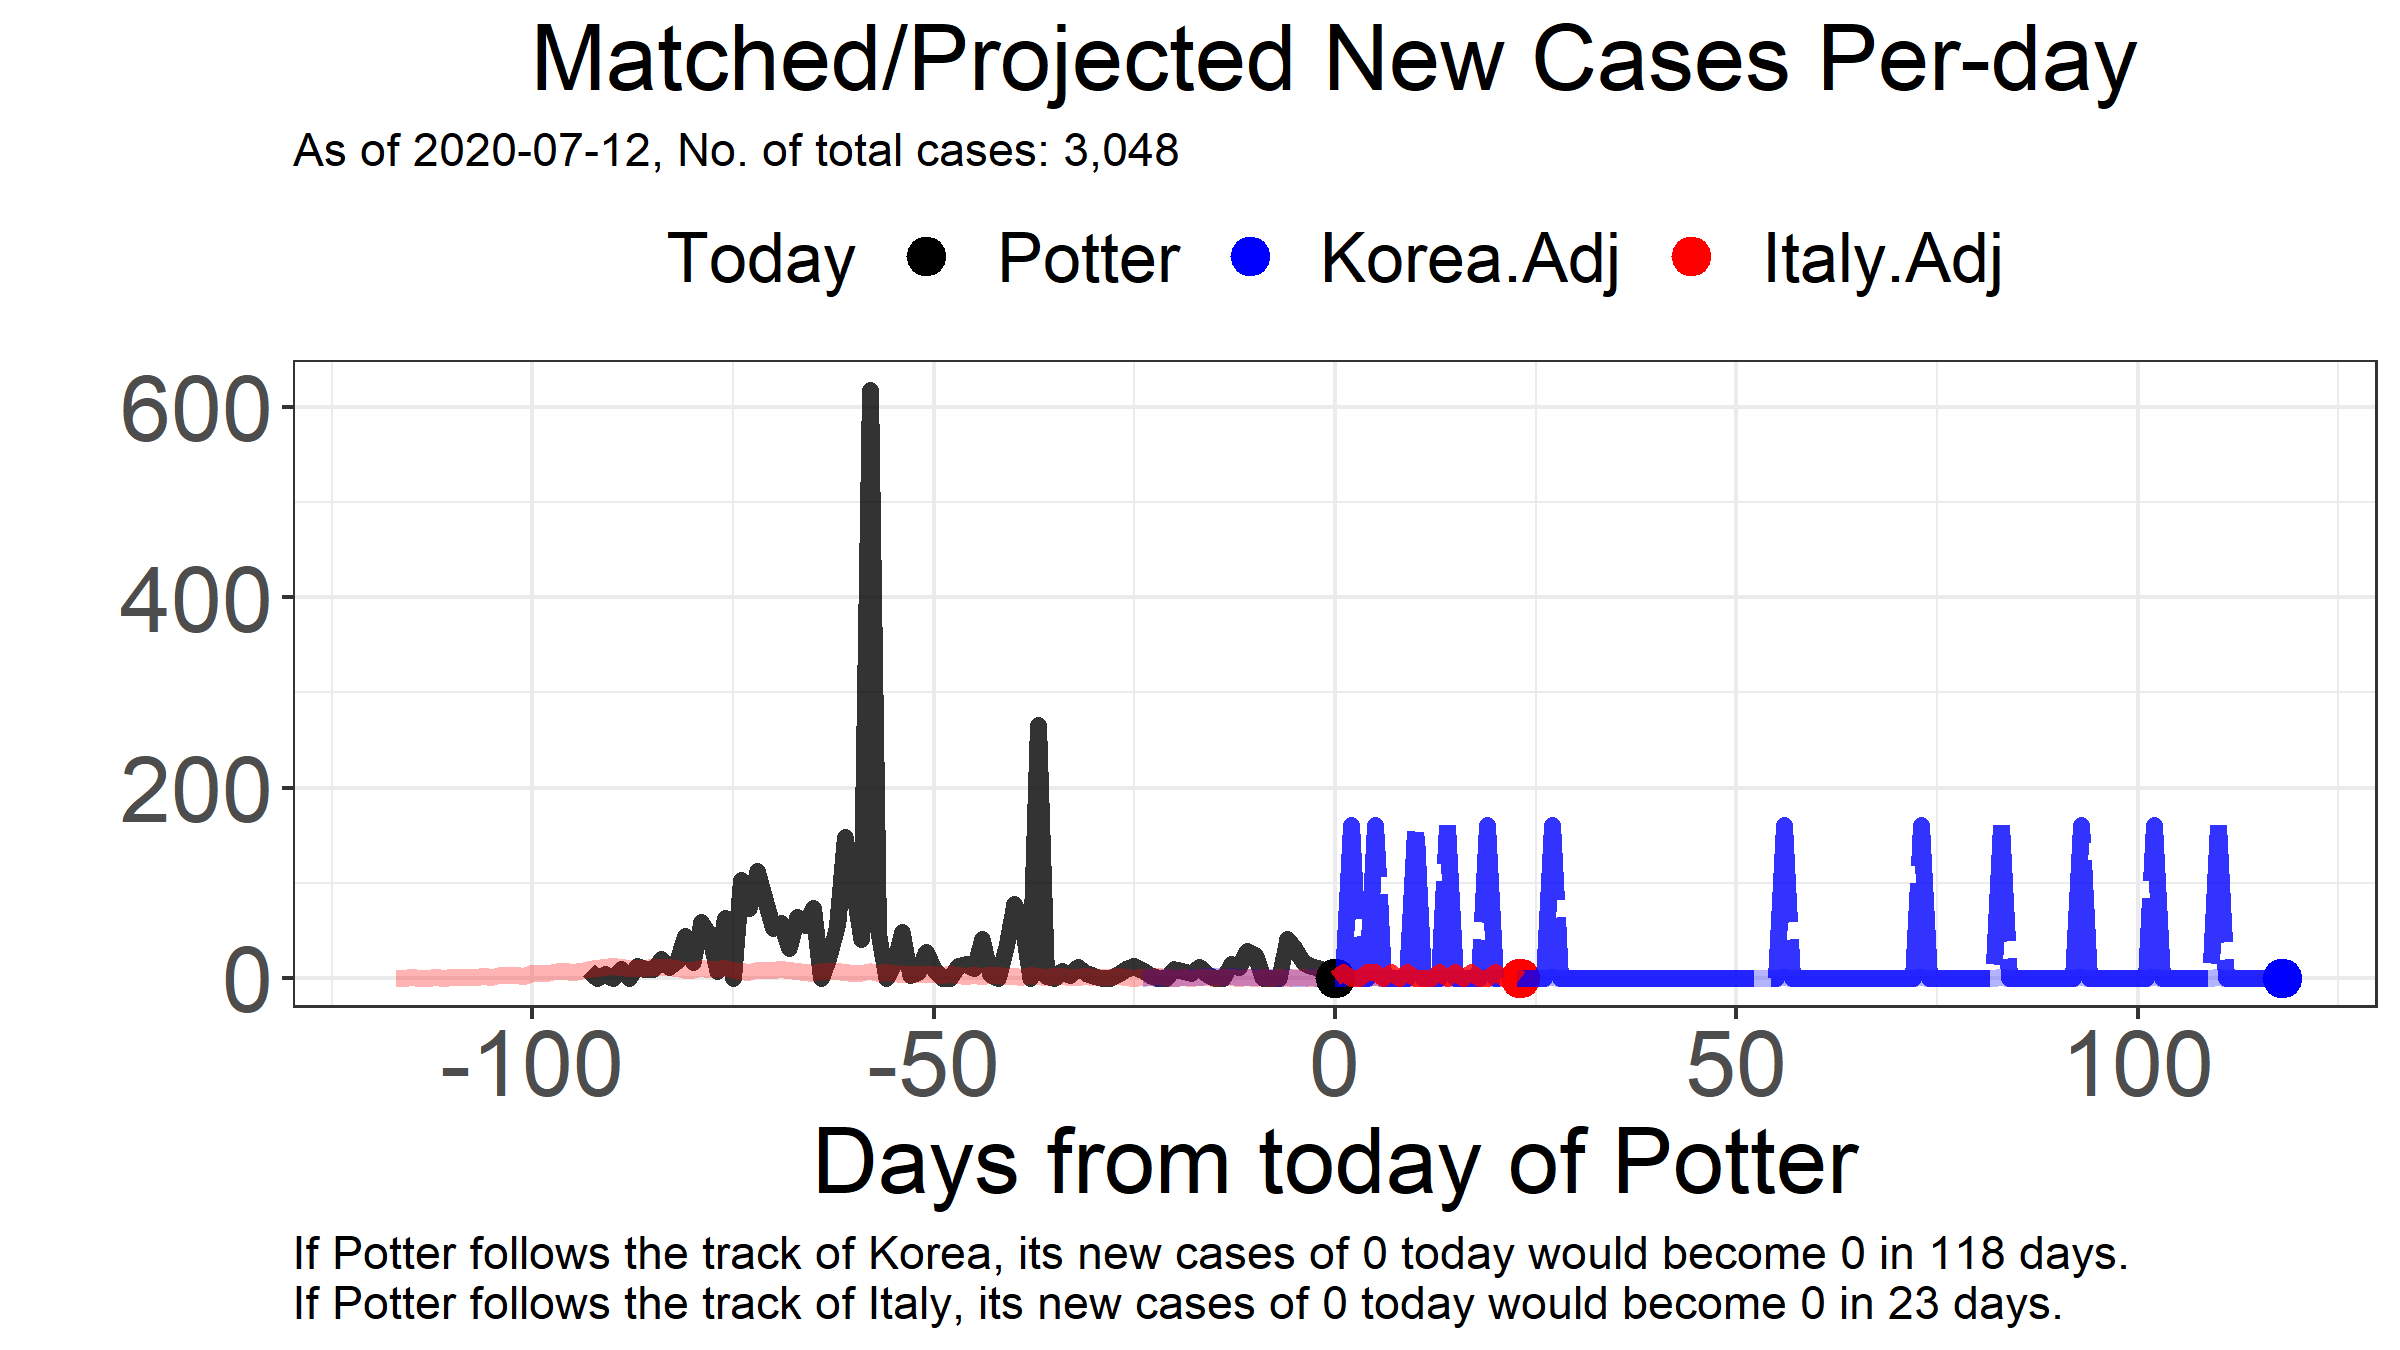 Matched/Projected New Cases Per-day
As of 2020-07-12, No. of total cases: 3,048
Today Potter Korea.Adj Italy.Adj
600
400
200
0
-100 -50 0 50 100
Days from today of Potter
If Potter follows the track of Korea, its new cases of 0 today would become 0 in 118 days.
If Potter follows the track of Italy, its new cases of 0 today would become 0 in 23 days.